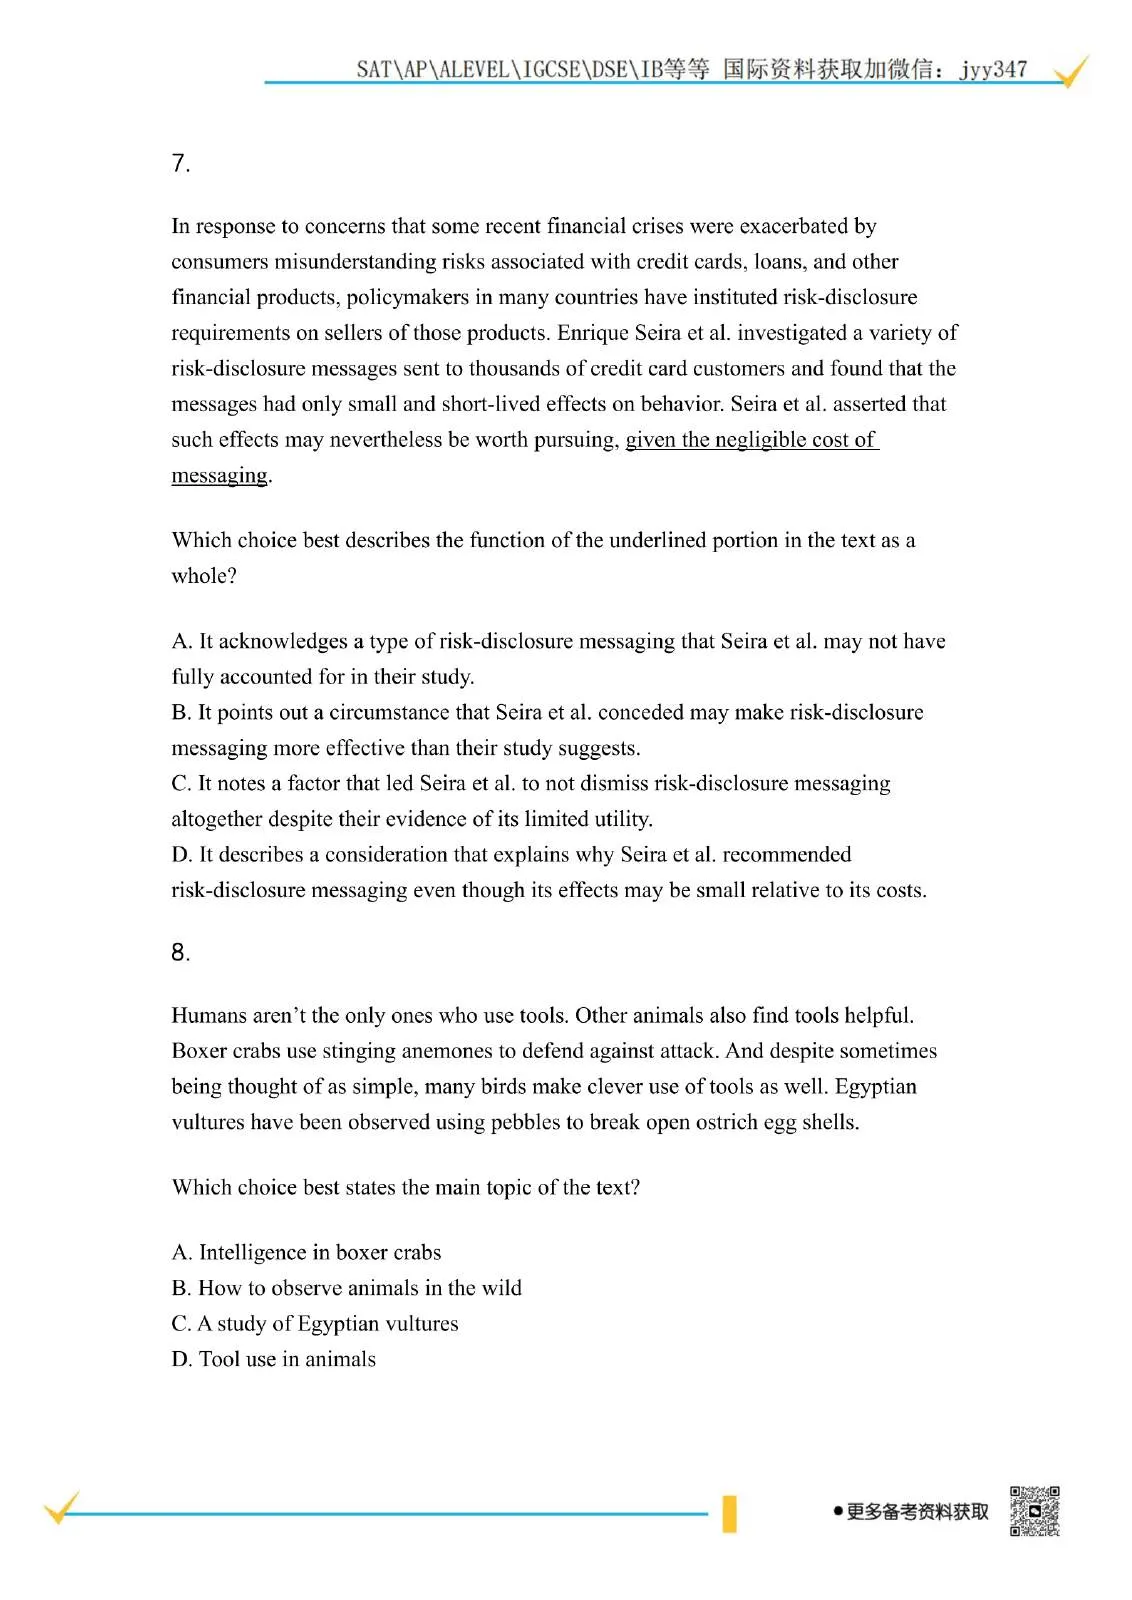 SAT\AP\ALEVEL\IGCSE\DSE\IB等等 国际资料获取加微信：jyy347
7.
In response to concerns that some recent financial crises were exacerbated by
consumers misunderstanding risks associated with credit cards, loans, and other
financial products, policymakers in many countries have instituted risk-disclosure
requirements on sellers of those products. Enrique Seira et al. investigated a variety of
risk-disclosure messages sent to thousands of credit card customers and found that the
messages had only small and short-lived effects on behavior. Seira et al. asserted that
such effects may nevertheless be worth pursuing, given the negligible cost of
messaging.
Which choice best describes the function of the underlined portion in the text as a
whole?
A. It acknowledges a type of risk-disclosure messaging that Seira et al. may not have
fully accounted for in their study.
B. It points out a circumstance that Seira et al. conceded may make risk-disclosure
messaging more effective than their study suggests.
C. It notes a factor that led Seira et al. to not dismiss risk-disclosure messaging
altogether despite their evidence of its limited utility.
D. It describes a consideration that explains why Seira et al. recommended
risk-disclosure messaging even though its effects may be small relative to its costs.
8.
Humans aren’t the only ones who use tools. Other animals also find tools helpful.
Boxer crabs use stinging anemones to defend against attack. And despite sometimes
being thought of as simple, many birds make clever use of tools as well. Egyptian
vultures have been observed using pebbles to break open ostrich egg shells.
Which choice best states the main topic of the text?
A. Intelligence in boxer crabs
B. How to observe animals in the wild
C. A study of Egyptian vultures
D. Tool use in animals
●更多备考资料获取